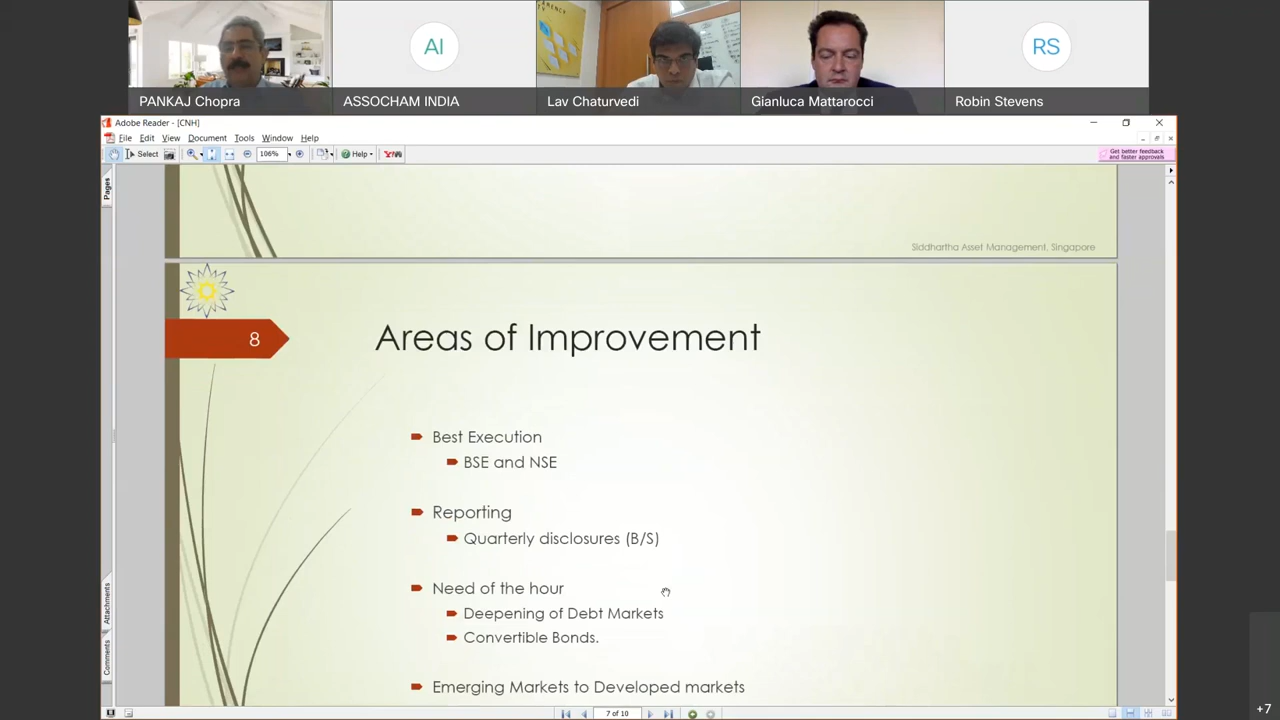 AI
RS
PANKAJ Chopra
ASSOCHAM INDIA
Lav Chaturvedi
Gianluca Mattarocci
Robin Stevens
Adobe Reader - [CNH]
File Edit View Document Tools Window Help
Select 106% Help
Get better feedback
and faster approvals
Pages
Siddhartha Asset Management, Singapore
8
Areas of Improvement
Best Execution
BSE and NSE
Reporting
Quarterly disclosures (B/S)
Need of the hour
Deepening of Debt Markets
Convertible Bonds.
Emerging Markets to Developed markets
Attachments
Comments
7 of 10
+7